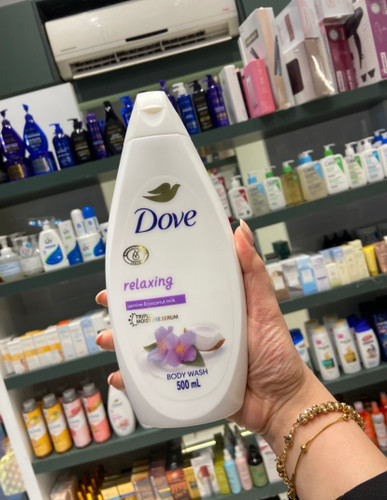 Dove
relaxing
jasmine & coconut milk
TRIPLE
MOISTURE SERUM
BODY WASH
500 mL